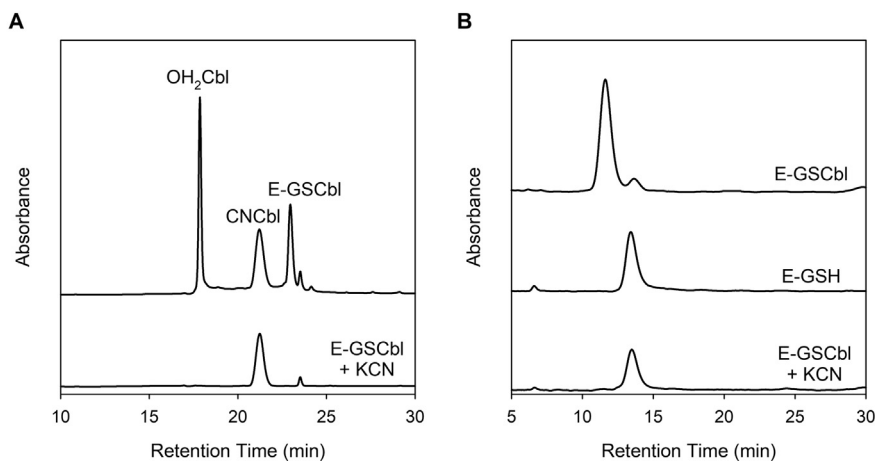 A
OH₂Cbl
CNCbl
E-GSCbl
E-GSCbl
+ KCN
Absorbance
10 15 20 25 30
Retention Time (min)
B
E-GSCbl
E-GSH
E-GSCbl
+ KCN
Absorbance
5 10 15 20 25 30
Retention Time (min)